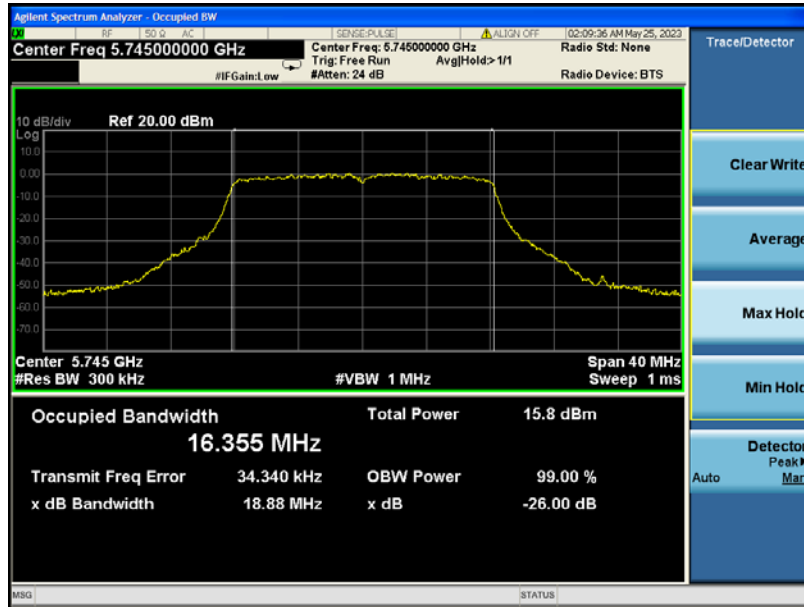 Agilent Spectrum Analyzer - Occupied BW
LXI RF 50 Ω AC SENSE:PULSE ALIGN OFF 02:09:36 AM May 25, 2023
Center Freq 5.745000000 GHz
Center Freq: 5.745000000 GHz Radio Std: None
Trig: Free Run Avg|Hold:>1/1
#IFGain:Low #Atten: 24 dB Radio Device: BTS
Trace/Detector
10 dB/div Ref 20.00 dBm
Log
10.0
0.00
-10.0
-20.0
-30.0
-40.0
-50.0
-60.0
-70.0
Center 5.745 GHz Span 40 MHz
#Res BW 300 kHz #VBW 1 MHz Sweep 1 ms
Occupied Bandwidth Total Power 15.8 dBm
16.355 MHz
Transmit Freq Error 34.340 kHz OBW Power 99.00 %
x dB Bandwidth 18.88 MHz x dB -26.00 dB
Clear Write
Average
Max Hold
Min Hold
Detector
Peak
Auto Man
MSG STATUS